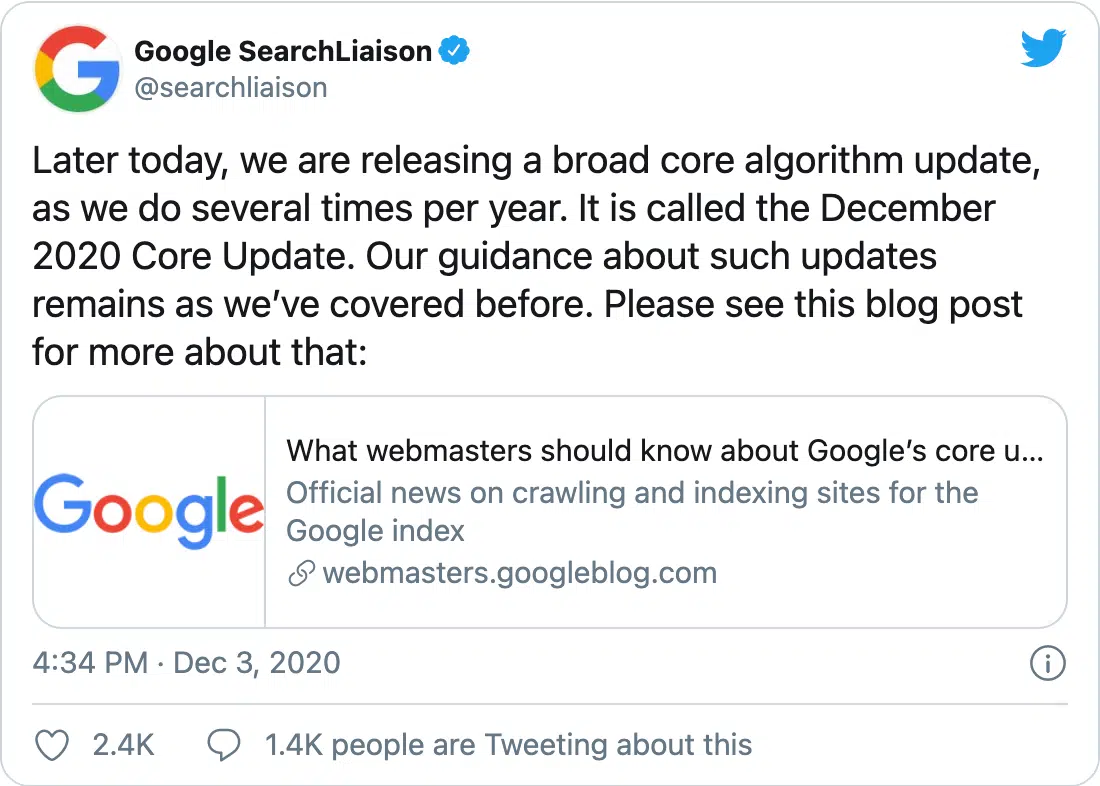 Google SearchLiaison
@searchliaison
Later today, we are releasing a broad core algorithm update,
as we do several times per year. It is called the December
2020 Core Update. Our guidance about such updates
remains as we’ve covered before. Please see this blog post
for more about that:
Google
What webmasters should know about Google’s core u...
Official news on crawling and indexing sites for the
Google index
webmasters.googleblog.com
4:34 PM · Dec 3, 2020
2.4K 1.4K people are Tweeting about this